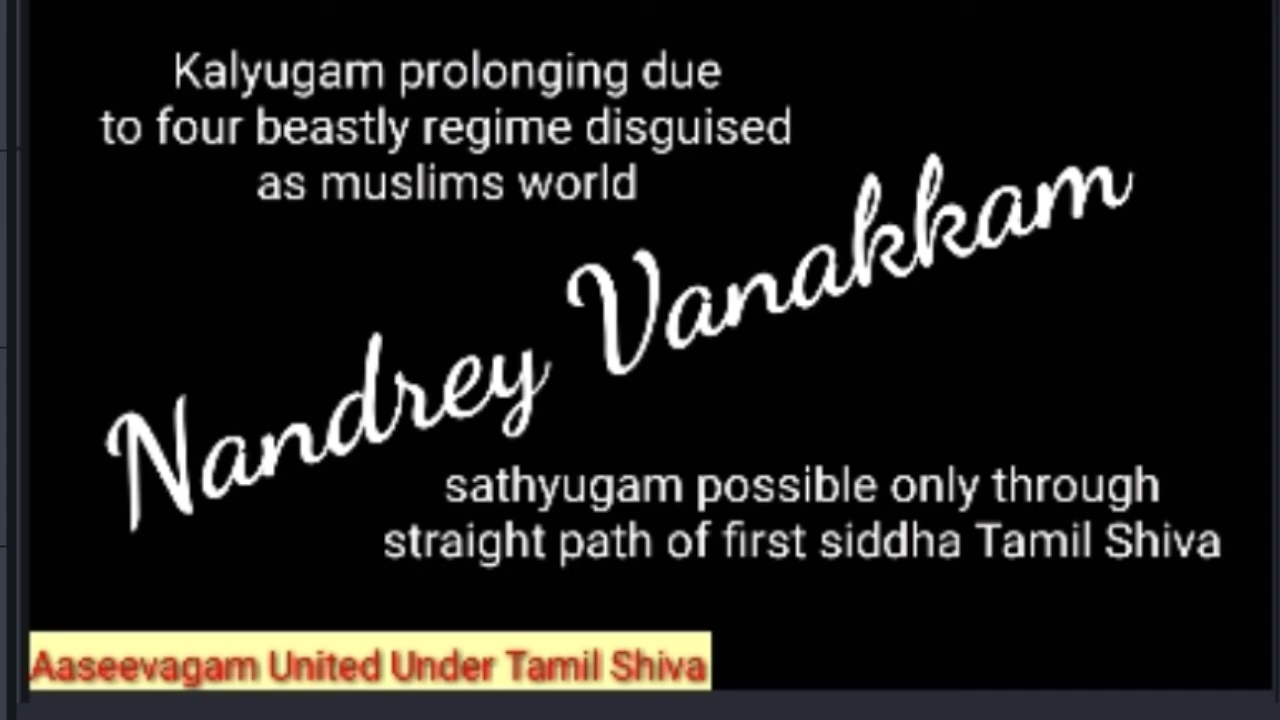 Kalyugam prolonging due
to four beastly regime disguised
as muslims world
Nandrey Vanakkam
sathyugam possible only through
straight path of first siddha Tamil Shiva
Aaseevagam United Under Tamil Shiva